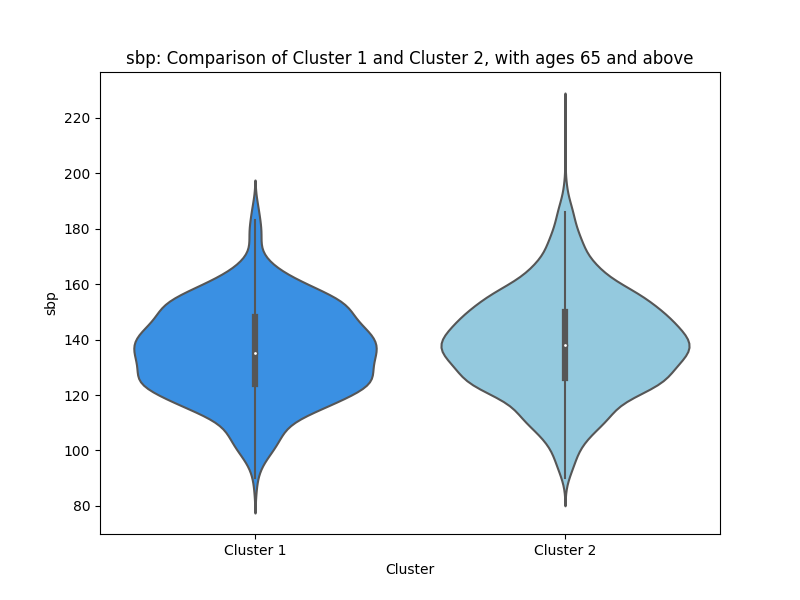 sbp: Comparison of Cluster 1 and Cluster 2, with ages 65 and above
220
200
180
160
140
120
100
80
sbp
Cluster 1
Cluster 2
Cluster